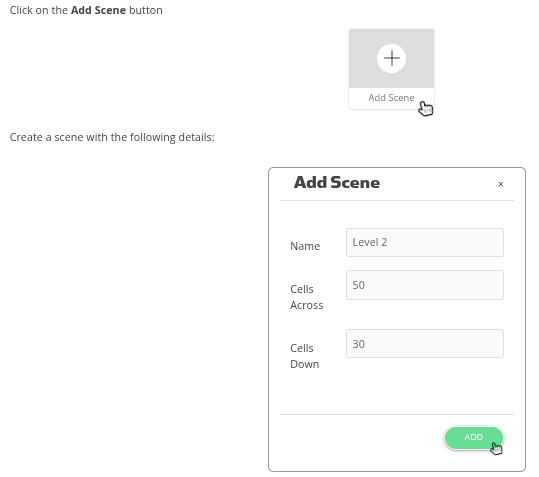 Click on the Add Scene button
Add Scene
Create a scene with the following details:
Add Scene ×
Name Level 2
Cells Across 50
Cells Down 30
ADD